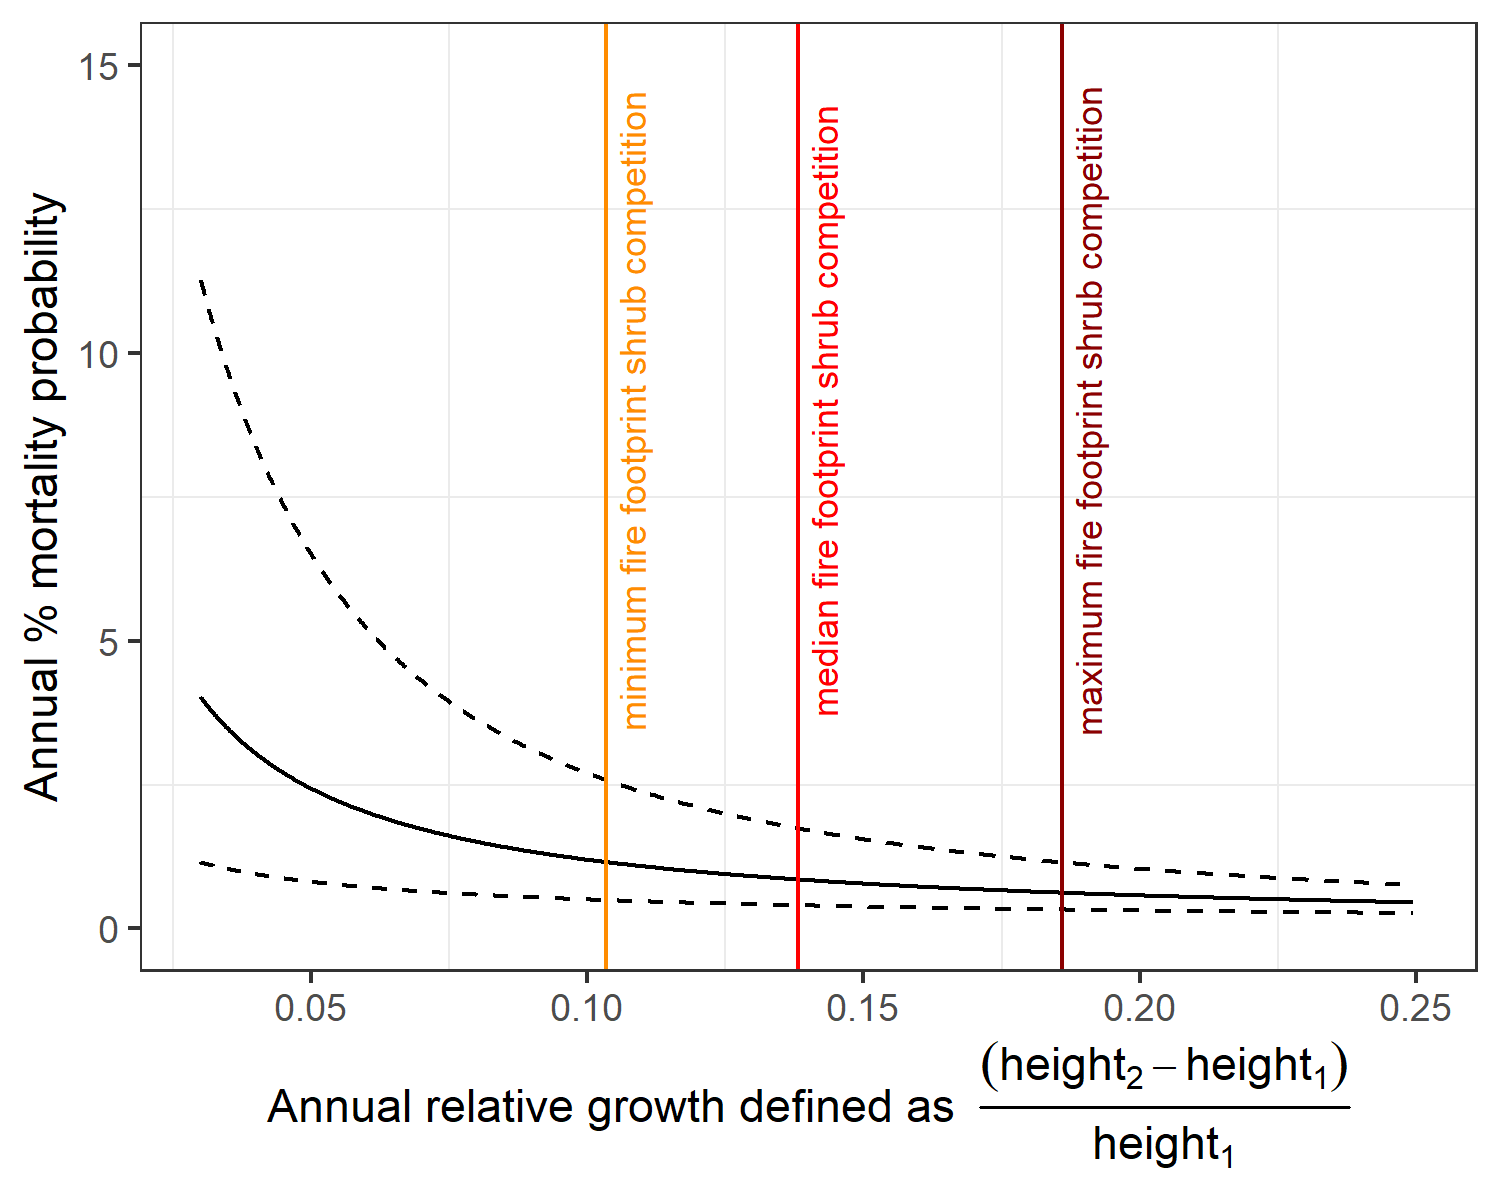 Annual % mortality probability
15
10
5
0
minimum fire footprint shrub competition
median fire footprint shrub competition
maximum fire footprint shrub competition
0.05 0.10 0.15 0.20 0.25
Annual relative growth defined as (height₂ − height₁)
height₁